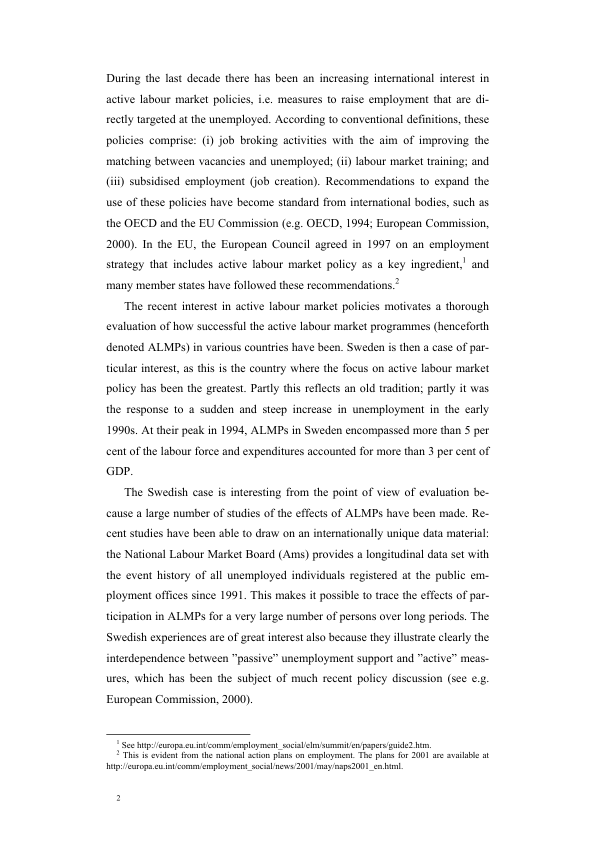 During the last decade there has been an increasing international interest in
active labour market policies, i.e. measures to raise employment that are di-
rectly targeted at the unemployed. According to conventional definitions, these
policies comprise: (i) job broking activities with the aim of improving the
matching between vacancies and unemployed; (ii) labour market training; and
(iii) subsidised employment (job creation). Recommendations to expand the
use of these policies have become standard from international bodies, such as
the OECD and the EU Commission (e.g. OECD, 1994; European Commission,
2000). In the EU, the European Council agreed in 1997 on an employment
strategy that includes active labour market policy as a key ingredient,1 and
many member states have followed these recommendations.2
The recent interest in active labour market policies motivates a thorough
evaluation of how successful the active labour market programmes (henceforth
denoted ALMPs) in various countries have been. Sweden is then a case of par-
ticular interest, as this is the country where the focus on active labour market
policy has been the greatest. Partly this reflects an old tradition; partly it was
the response to a sudden and steep increase in unemployment in the early
1990s. At their peak in 1994, ALMPs in Sweden encompassed more than 5 per
cent of the labour force and expenditures accounted for more than 3 per cent of
GDP.
The Swedish case is interesting from the point of view of evaluation be-
cause a large number of studies of the effects of ALMPs have been made. Re-
cent studies have been able to draw on an internationally unique data material:
the National Labour Market Board (Ams) provides a longitudinal data set with
the event history of all unemployed individuals registered at the public em-
ployment offices since 1991. This makes it possible to trace the effects of par-
ticipation in ALMPs for a very large number of persons over long periods. The
Swedish experiences are of great interest also because they illustrate clearly the
interdependence between ”passive” unemployment support and ”active” meas-
ures, which has been the subject of much recent policy discussion (see e.g.
European Commission, 2000).
1 See http://europa.eu.int/comm/employment_social/elm/summit/en/papers/guide2.htm.
2 This is evident from the national action plans on employment. The plans for 2001 are available at
http://europa.eu.int/comm/employment_social/news/2001/may/naps2001_en.html.
2